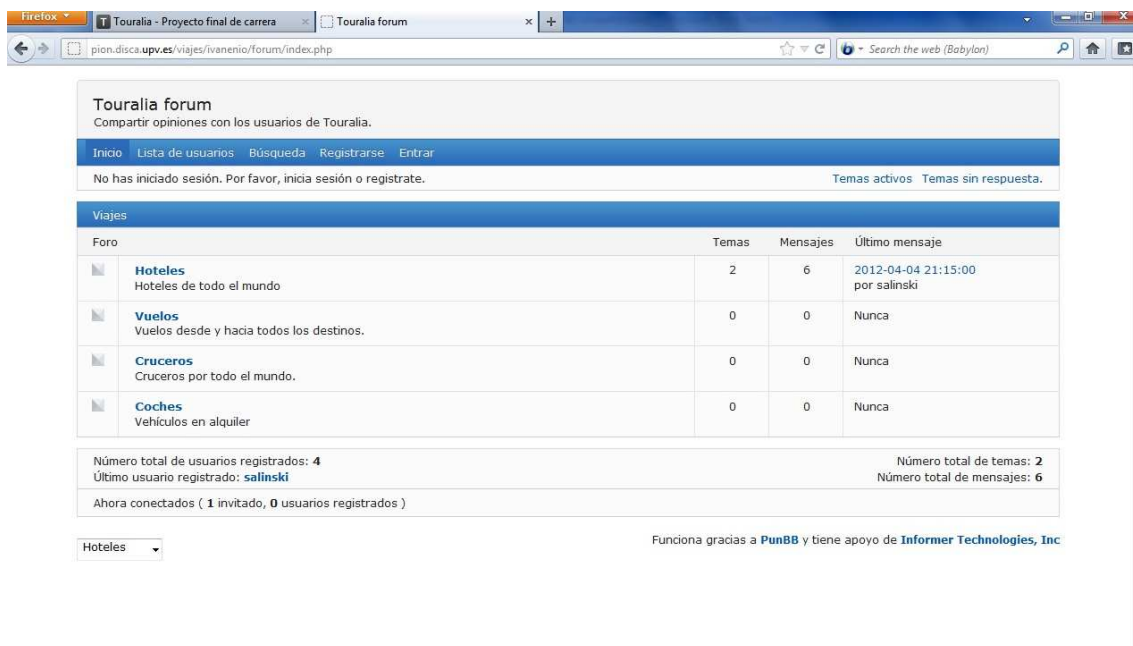 Firefox
T Touralia - Proyecto final de carrera × Touralia forum × +
pion.disca.upv.es/viajes/ivanenio/forum/index.php
Search the web (Babylon)
Touralia forum
Compartir opiniones con los usuarios de Touralia.
Inicio Lista de usuarios Búsqueda Registrarse Entrar
No has iniciado sesión. Por favor, inicia sesión o registrate. Temas activos Temas sin respuesta.
Viajes
Foro Temas Mensajes Último mensaje
Hoteles 2 6 2012-04-04 21:15:00
Hoteles de todo el mundo por salinski
Vuelos 0 0 Nunca
Vuelos desde y hacia todos los destinos.
Cruceros 0 0 Nunca
Cruceros por todo el mundo.
Coches 0 0 Nunca
Vehículos en alquiler
Número total de usuarios registrados: 4 Número total de temas: 2
Último usuario registrado: salinski Número total de mensajes: 6
Ahora conectados ( 1 invitado, 0 usuarios registrados )
Hoteles Funciona gracias a PunBB y tiene apoyo de Informer Technologies, Inc